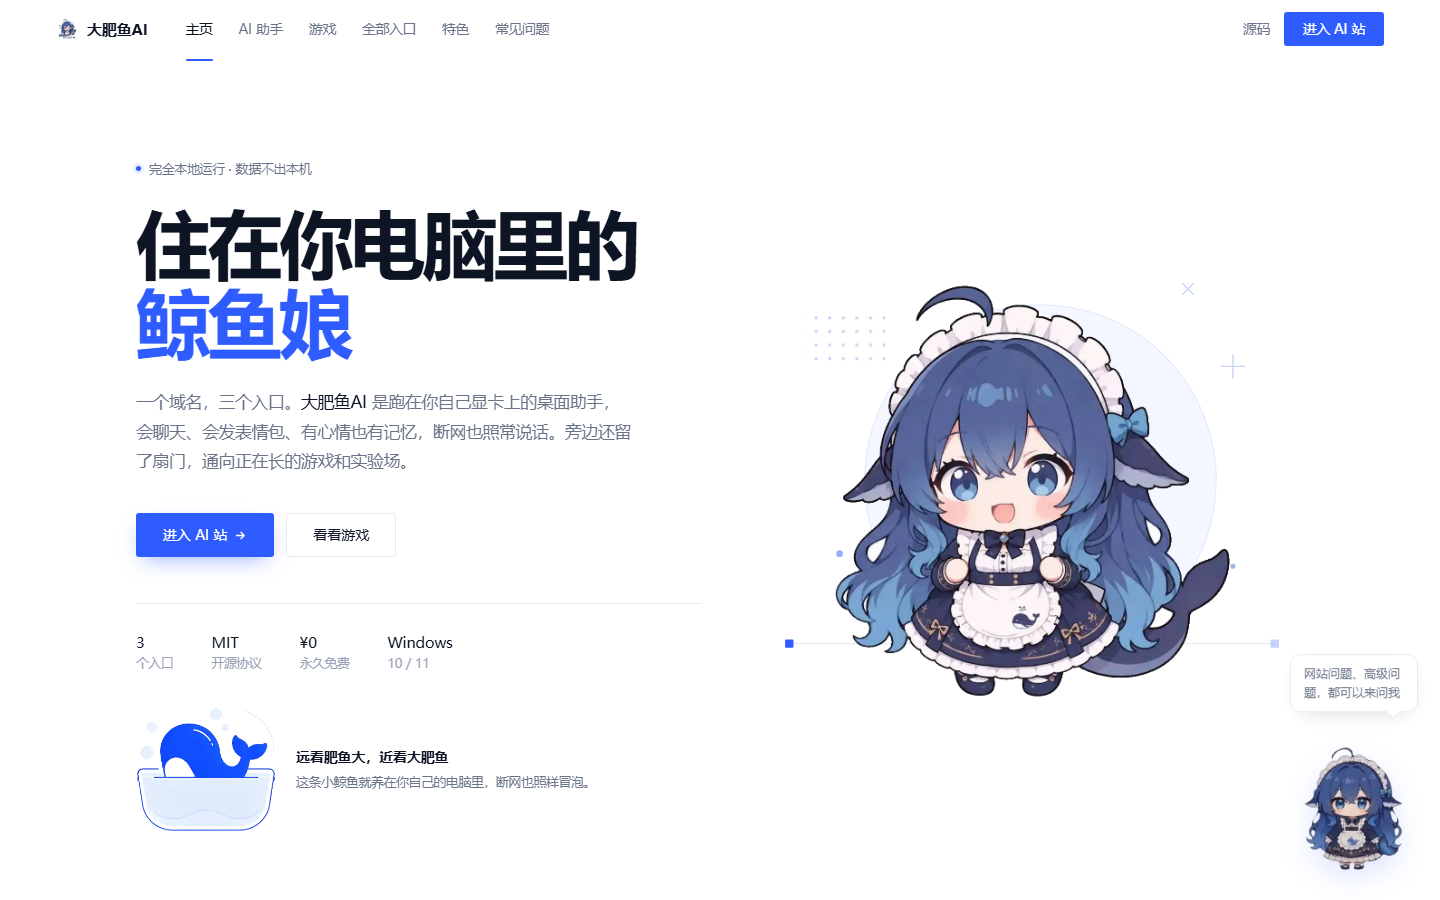 大肥鱼AI
主页
AI 助手
游戏
全部入口
特色
常见问题
源码
进入 AI 站
完全本地运行 · 数据不出本机
住在你电脑里的
鲸鱼娘
一个域名，三个入口。大肥鱼AI 是跑在你自己显卡上的桌面助手，
会聊天、会发表情包、有心情也有记忆，断网也照常说话。旁边还留
了扇门，通向正在长的游戏和实验场。
进入 AI 站 →
看看游戏
3
个入口
MIT
开源协议
¥0
永久免费
Windows
10 / 11
远看肥鱼大，近看大肥鱼
这条小鲸鱼就养在你自己的电脑里，断网也照样冒泡。
网站问题、高级问
题，都可以来问我